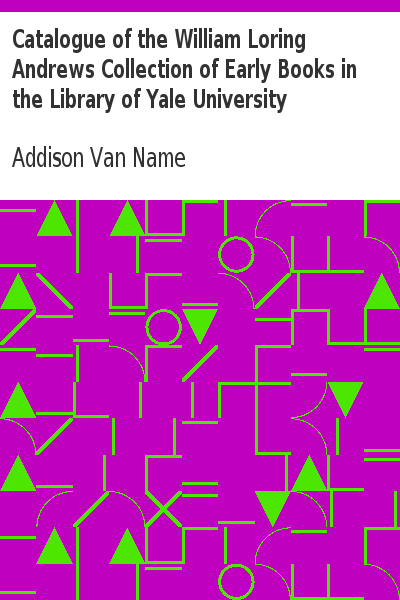 Catalogue of the William Loring
Andrews Collection of Early Books in
the Library of Yale University
Addison Van Name